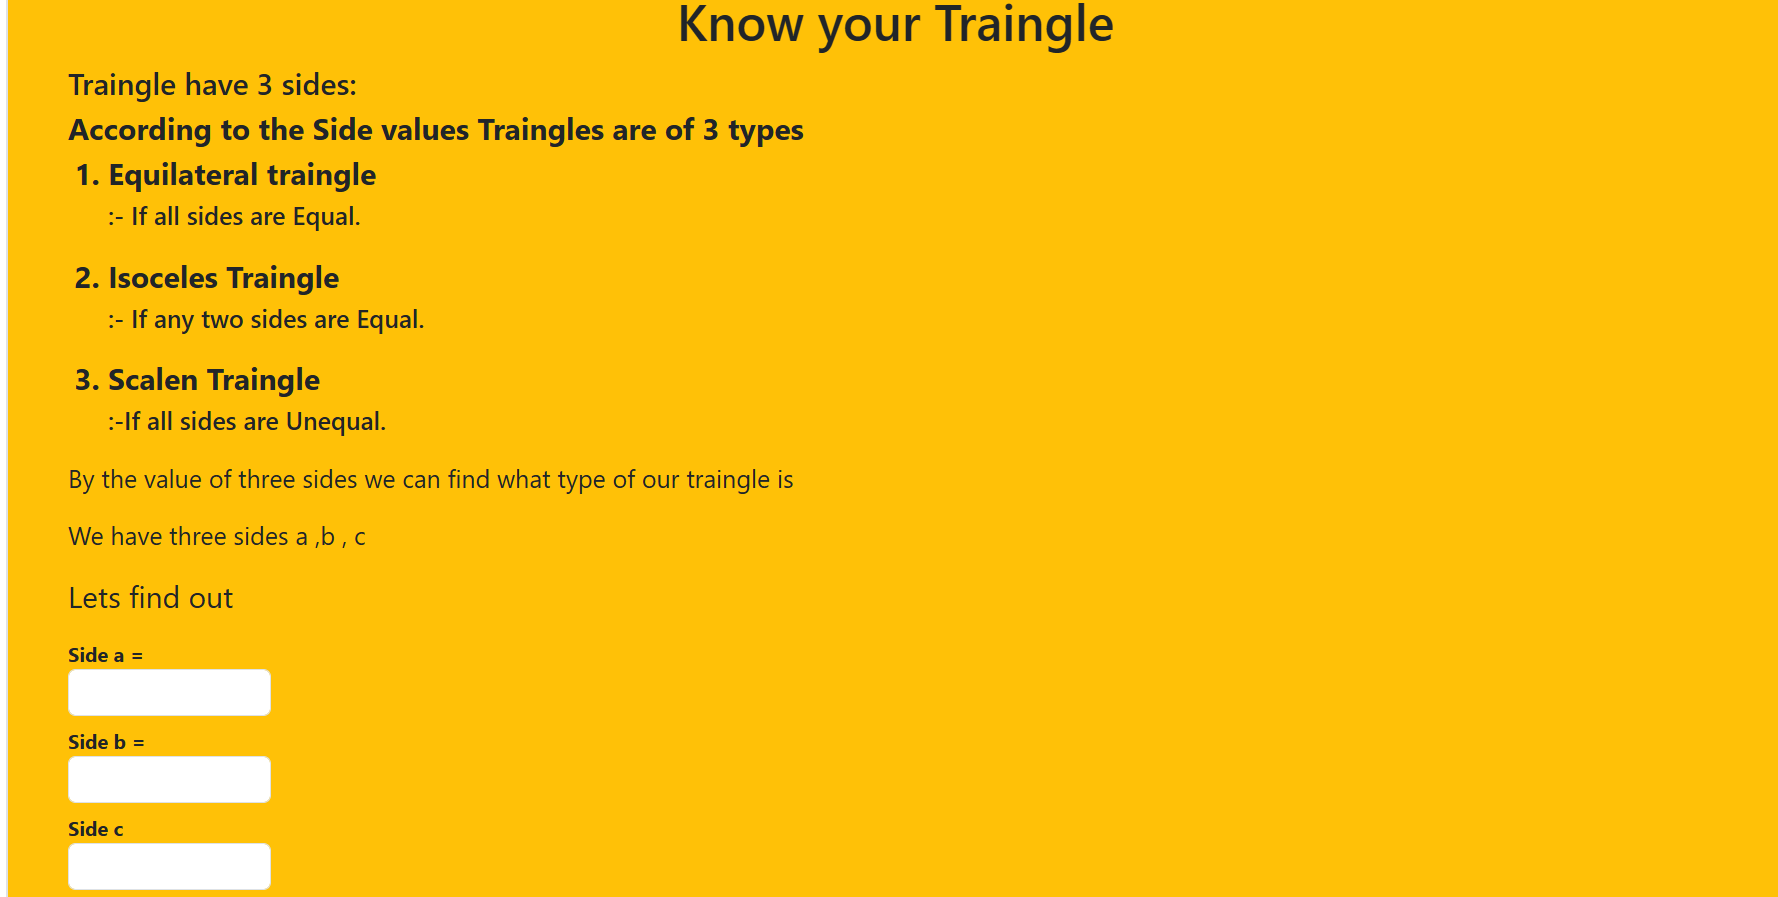 Know your Traingle
Traingle have 3 sides:
According to the Side values Traingles are of 3 types
1. Equilateral traingle
:- If all sides are Equal.
2. Isoceles Traingle
:- If any two sides are Equal.
3. Scalen Traingle
:-If all sides are Unequal.
By the value of three sides we can find what type of our traingle is
We have three sides a ,b , c
Lets find out
Side a =
Side b =
Side c